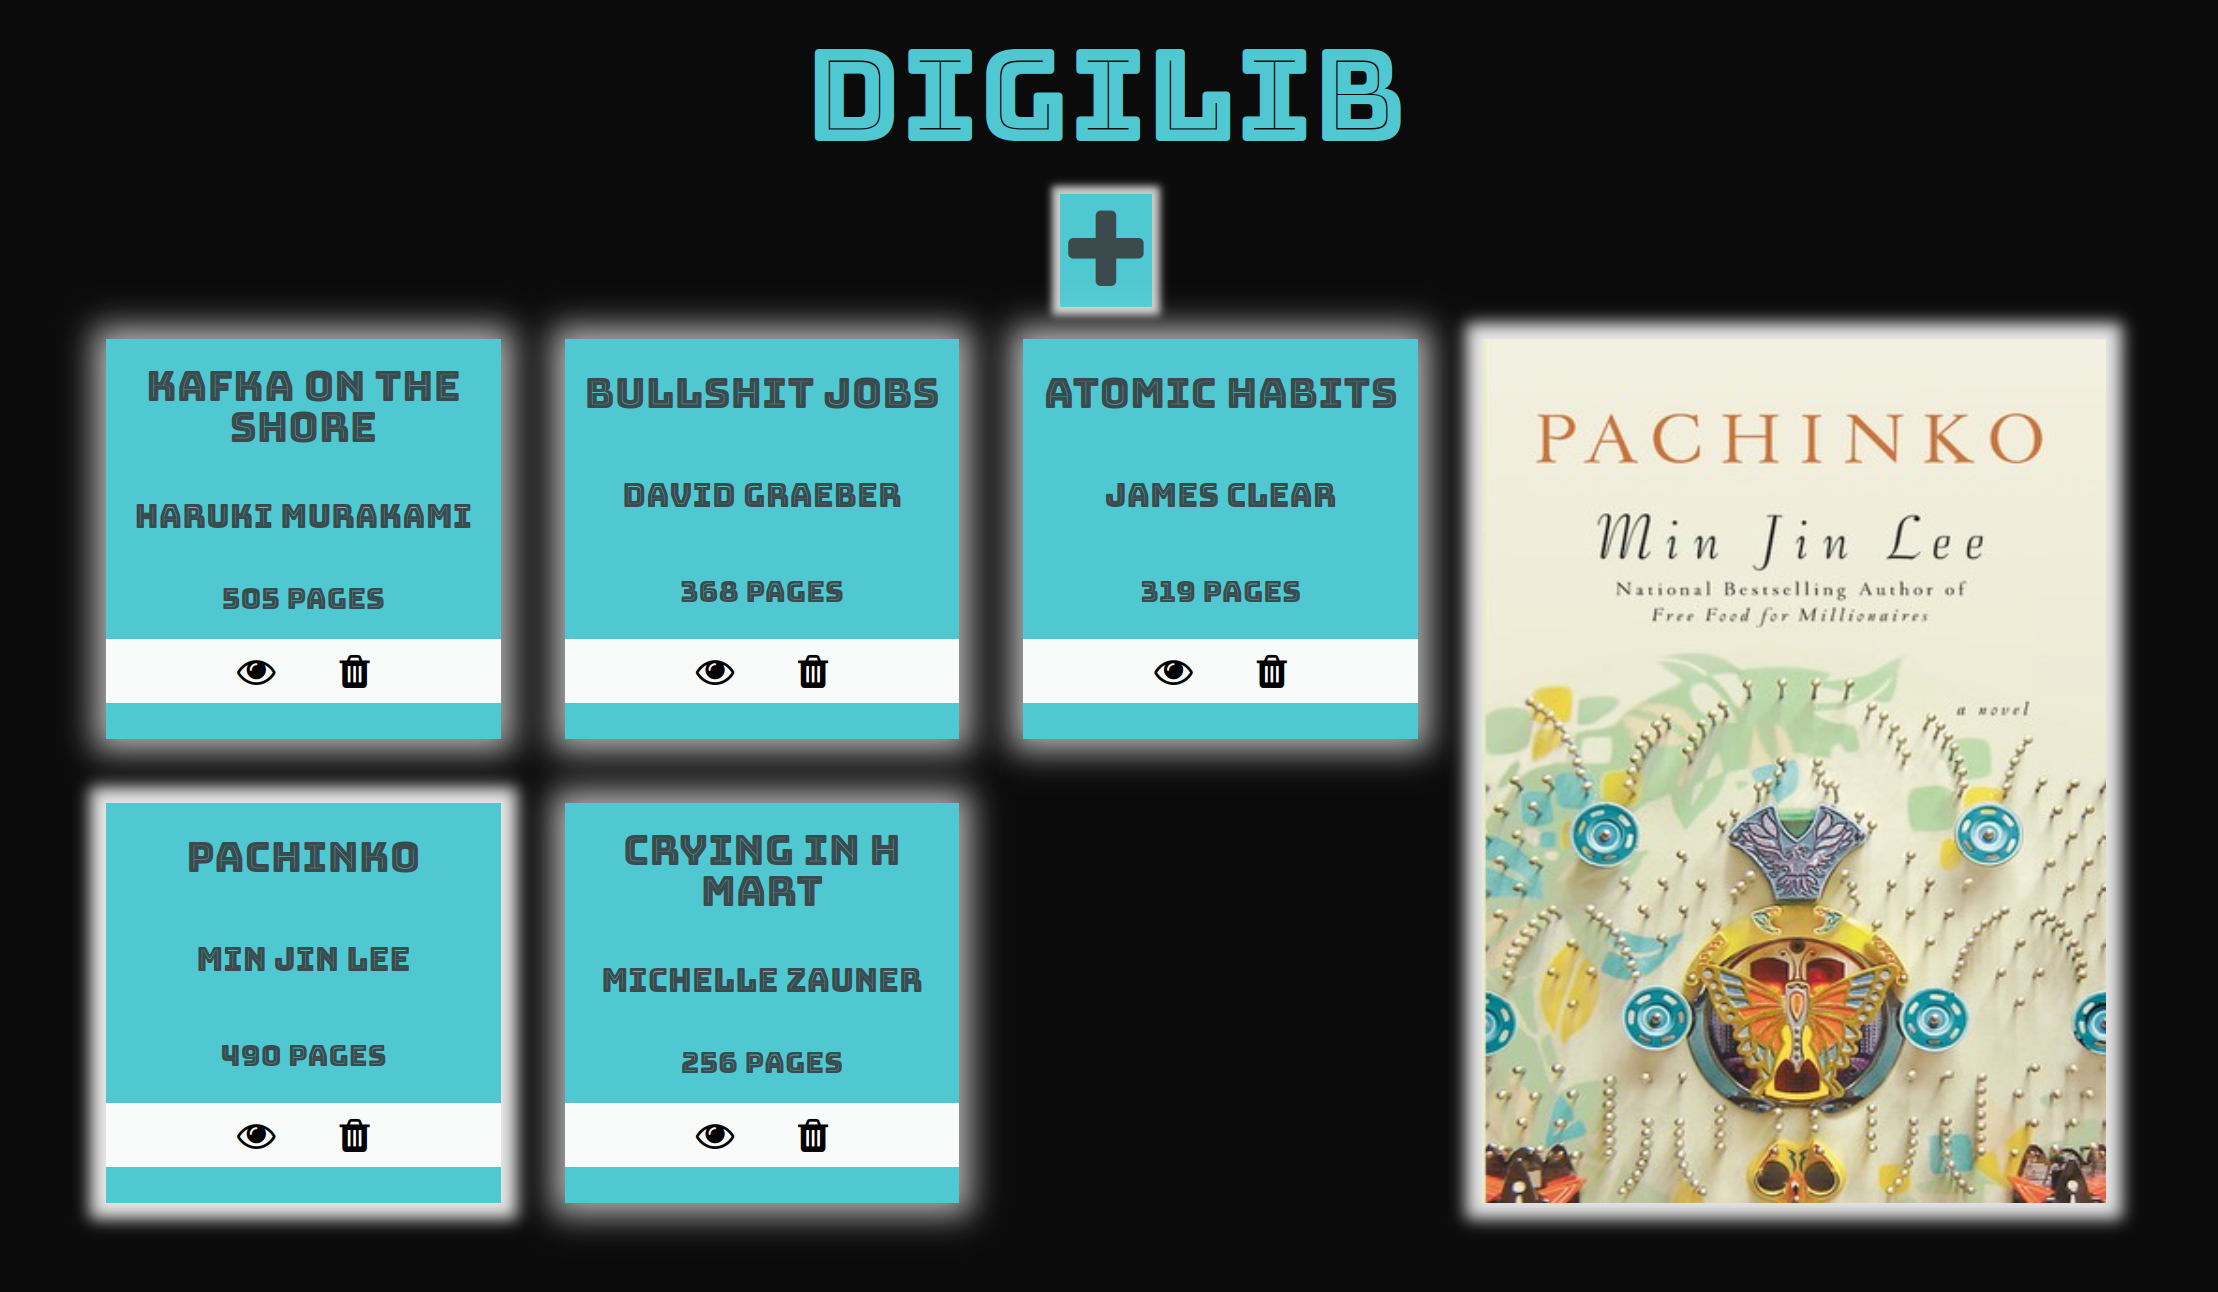 DIGILIB
KAFKA ON THE
SHORE
HARUKI MURAKAMI
505 PAGES
BULLSHIT JOBS
DAVID GRAEBER
368 PAGES
ATOMIC HABITS
JAMES CLEAR
319 PAGES
PACHINKO
MIN JIN LEE
490 PAGES
CRYING IN H
MART
MICHELLE ZAUNER
256 PAGES
PACHINKO
Min Jin Lee
National Bestselling Author of
Free Food for Millionaires
a novel